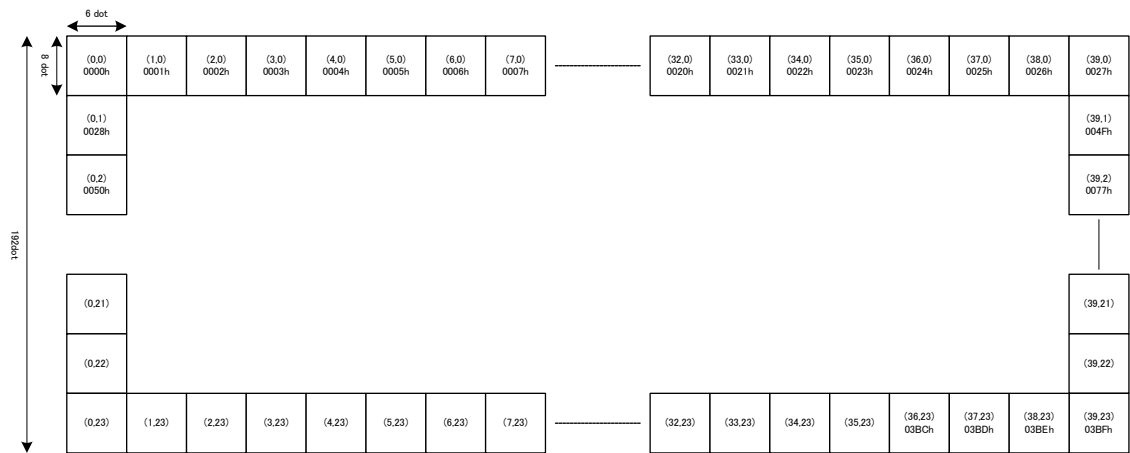 6 dot
8 dot
192dot
(0,0) (1,0) (2,0) (3,0) (4,0) (5,0) (6,0) (7,0) (32,0) (33,0) (34,0) (35,0) (36,0) (37,0) (38,0) (39,0)
0000h 0001h 0002h 0003h 0004h 0005h 0006h 0007h 0020h 0021h 0022h 0023h 0024h 0025h 0026h 0027h
(0,1) (39,1)
0028h 004Fh
(0,2) (39,2)
0050h 0077h
(0,21) (39,21)
(0,22) (39,22)
(0,23) (1,23) (2,23) (3,23) (4,23) (5,23) (6,23) (7,23) (32,23) (33,23) (34,23) (35,23) (36,23) (37,23) (38,23) (39,23)
03BCh 03BDh 03BEh 03BFh